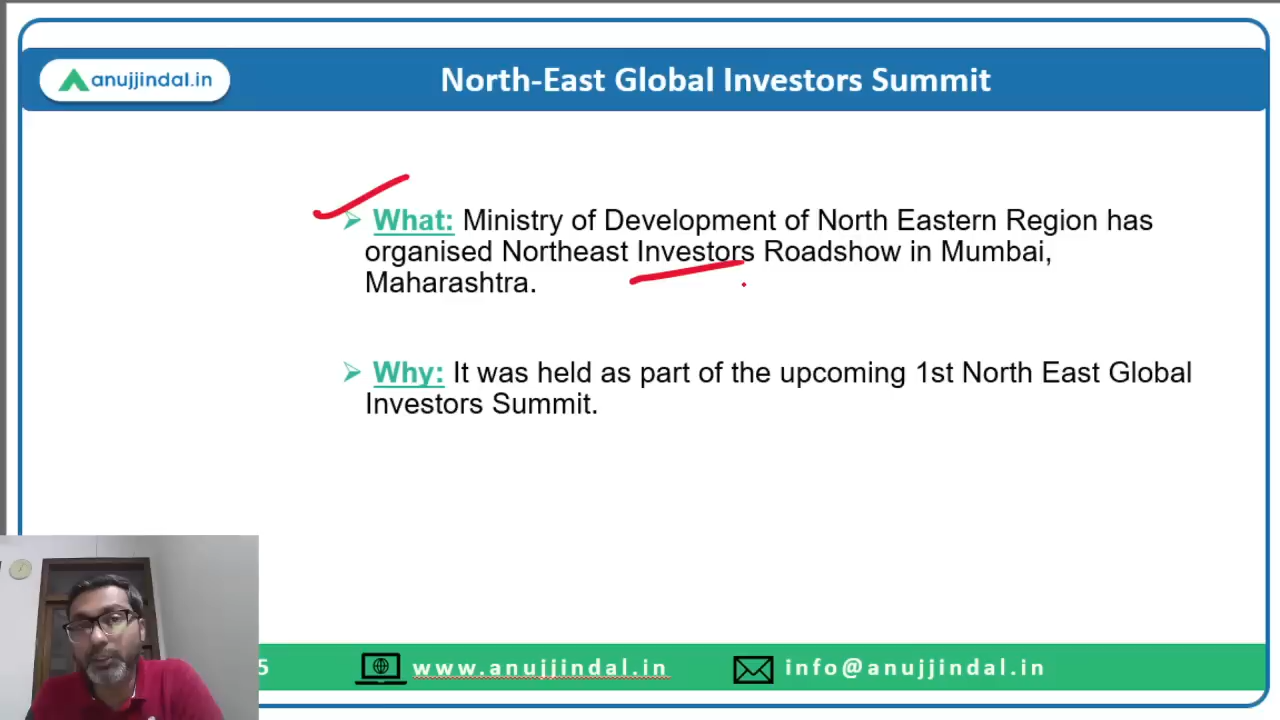 anujjindal.in
North-East Global Investors Summit
What: Ministry of Development of North Eastern Region has
organised Northeast Investors Roadshow in Mumbai,
Maharashtra.
Why: It was held as part of the upcoming 1st North East Global
Investors Summit.
5
www.anujjindal.in
info@anujjindal.in